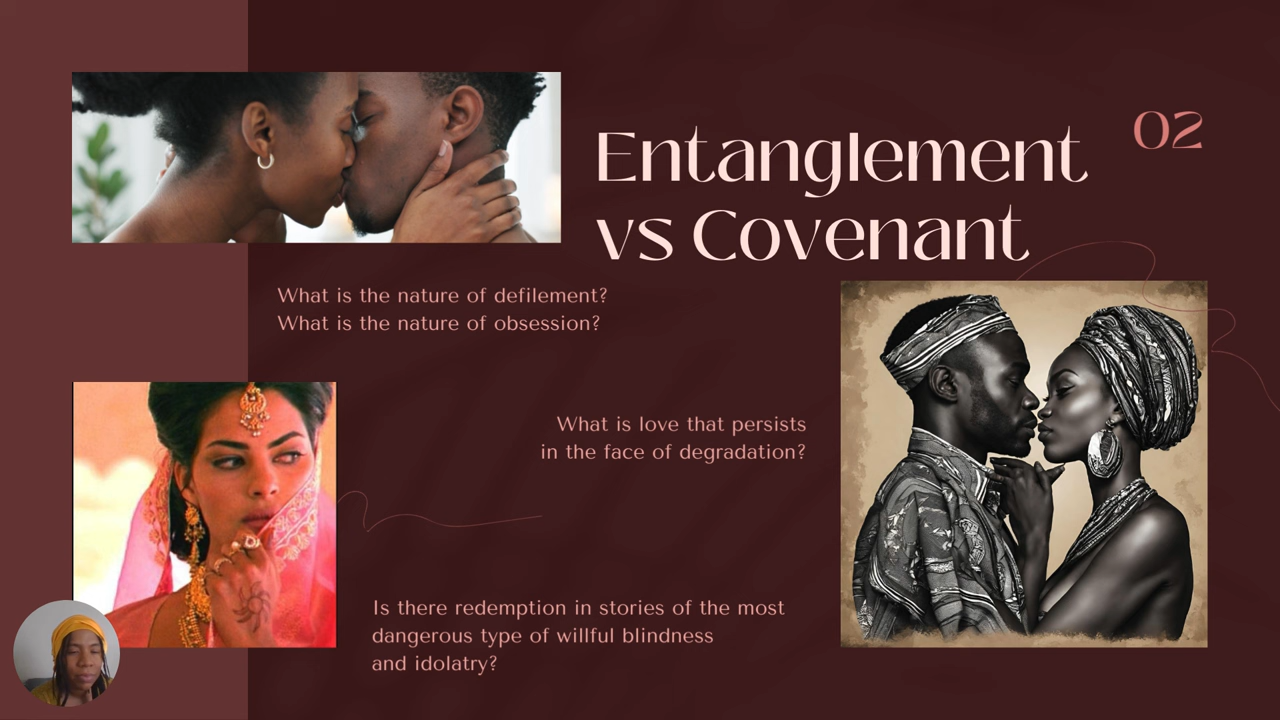 Entanglement
vs Covenant
02
What is the nature of defilement?
What is the nature of obsession?
What is love that persists
in the face of degradation?
Is there redemption in stories of the most
dangerous type of willful blindness
and idolatry?